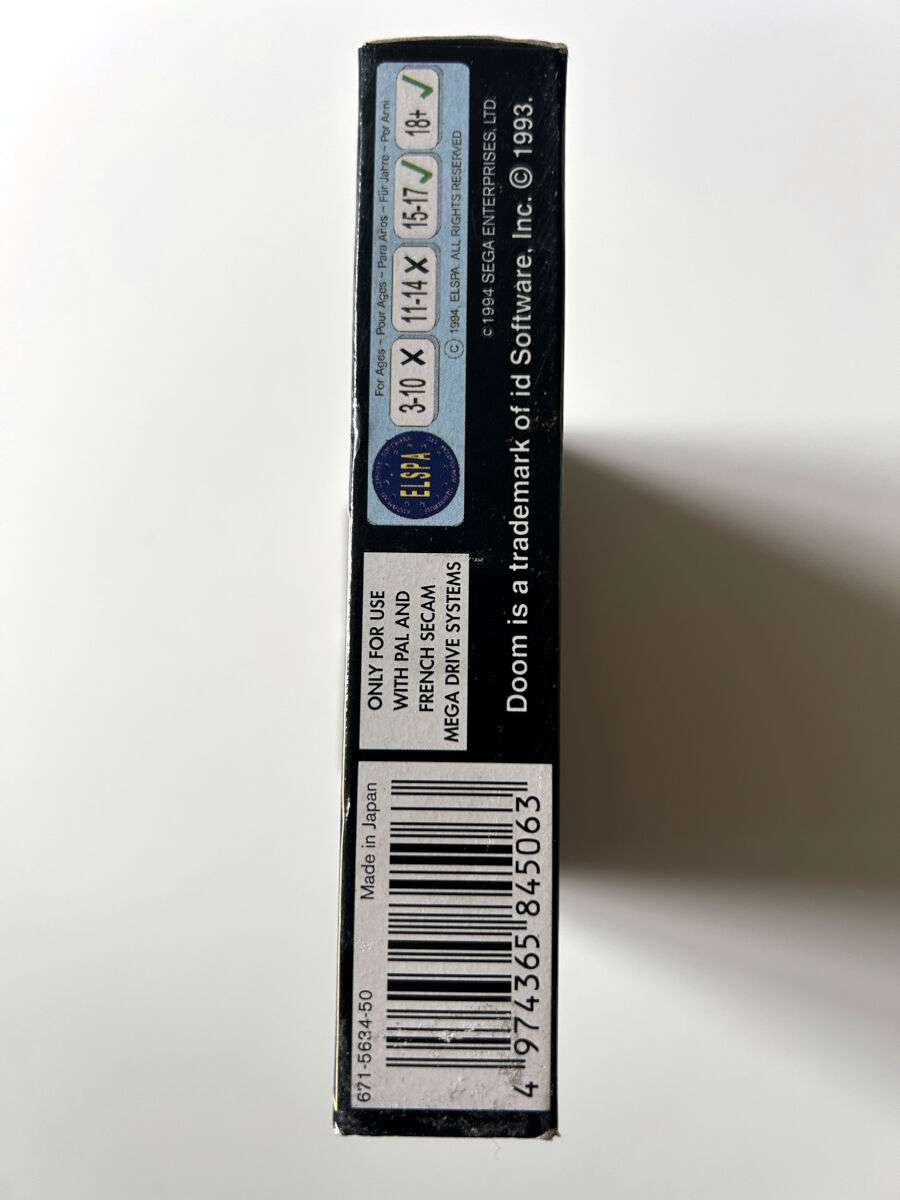 671-5634-50
Made in Japan
4 974365 845063
ONLY FOR USE
WITH PAL AND
FRENCH SECAM
MEGA DRIVE SYSTEMS
ELSPA
For Ages ~ Pour Ages ~ Para Años ~ Für Jahre ~ Per Anni
3-10 X 11-14 X 15-17 ✓ 18+ ✓
© 1994, ELSPA. ALL RIGHTS RESERVED
©1994 SEGA ENTERPRISES, LTD.
Doom is a trademark of id Software, Inc. © 1993.